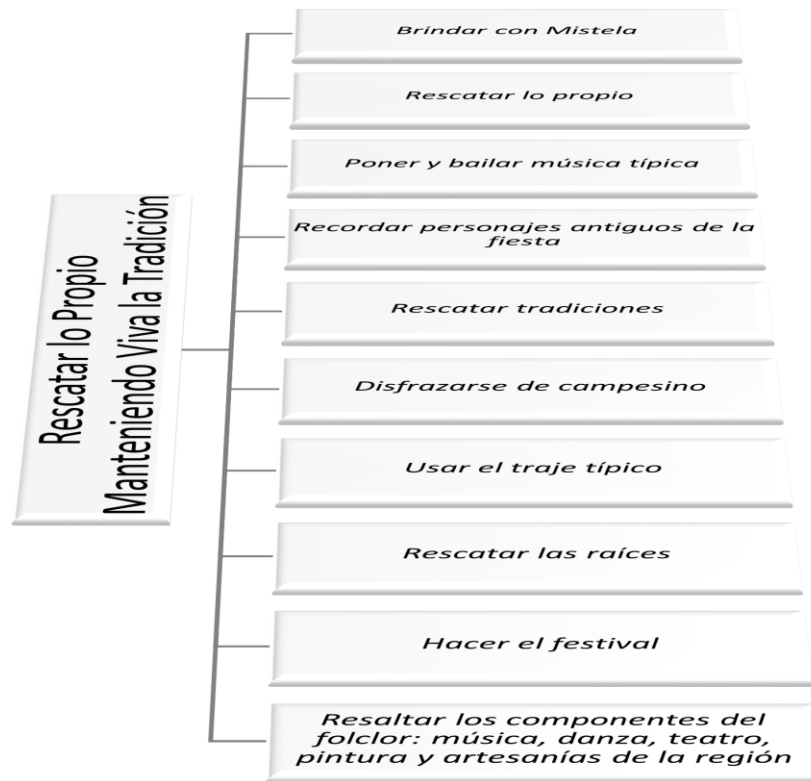 Rescatar lo Propio
Manteniendo Viva la Tradición
Brindar con Mistela
Rescatar lo propio
Poner y bailar música típica
Recordar personajes antiguos de la
fiesta
Rescatar tradiciones
Disfrazarse de campesino
Usar el traje típico
Rescatar las raíces
Hacer el festival
Resaltar los componentes del
folclor: música, danza, teatro,
pintura y artesanías de la región